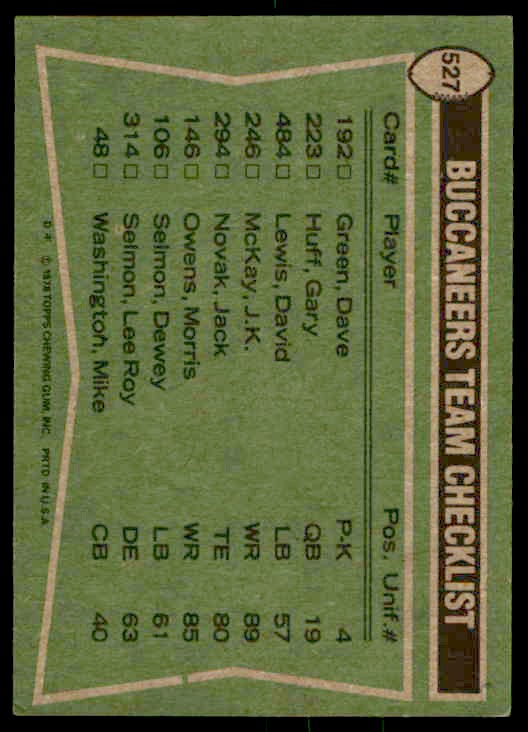 527
BUCCANEERS TEAM CHECKLIST
Card# Player Pos. Unif.#
192□ Green, Dave P-K 4
223□ Huff, Gary QB 19
484□ Lewis, David LB 57
246□ McKay, J.K. WR 89
294□ Novak, Jack TE 80
146□ Owens, Morris WR 85
106□ Selmon, Dewey LB 61
314□ Selmon, Lee Roy DE 63
48□ Washington, Mike CB 40
© 1978 TOPPS CHEWING GUM, INC. PRTD. IN U.S.A.